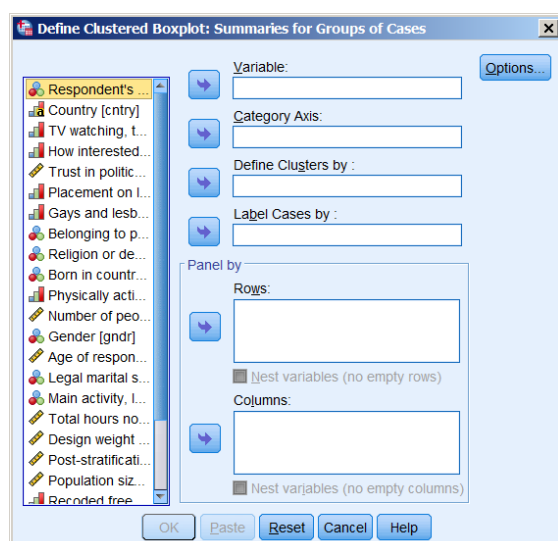 Define Clustered Boxplot: Summaries for Groups of Cases
Respondent's ...
Country [cntry]
TV watching, t...
How interested...
Trust in politic...
Placement on l...
Gays and lesb...
Belonging to p...
Religion or de...
Born in countr...
Physically acti...
Number of peo...
Gender [gndr]
Age of respon...
Legal marital s...
Main activity, l...
Total hours no...
Design weight ...
Post-stratificati...
Population siz...
Recoded free
Variable:
Category Axis:
Define Clusters by :
Label Cases by :
Options...
Panel by
Rows:
Nest variables (no empty rows)
Columns:
Nest variables (no empty columns)
OK Paste Reset Cancel Help